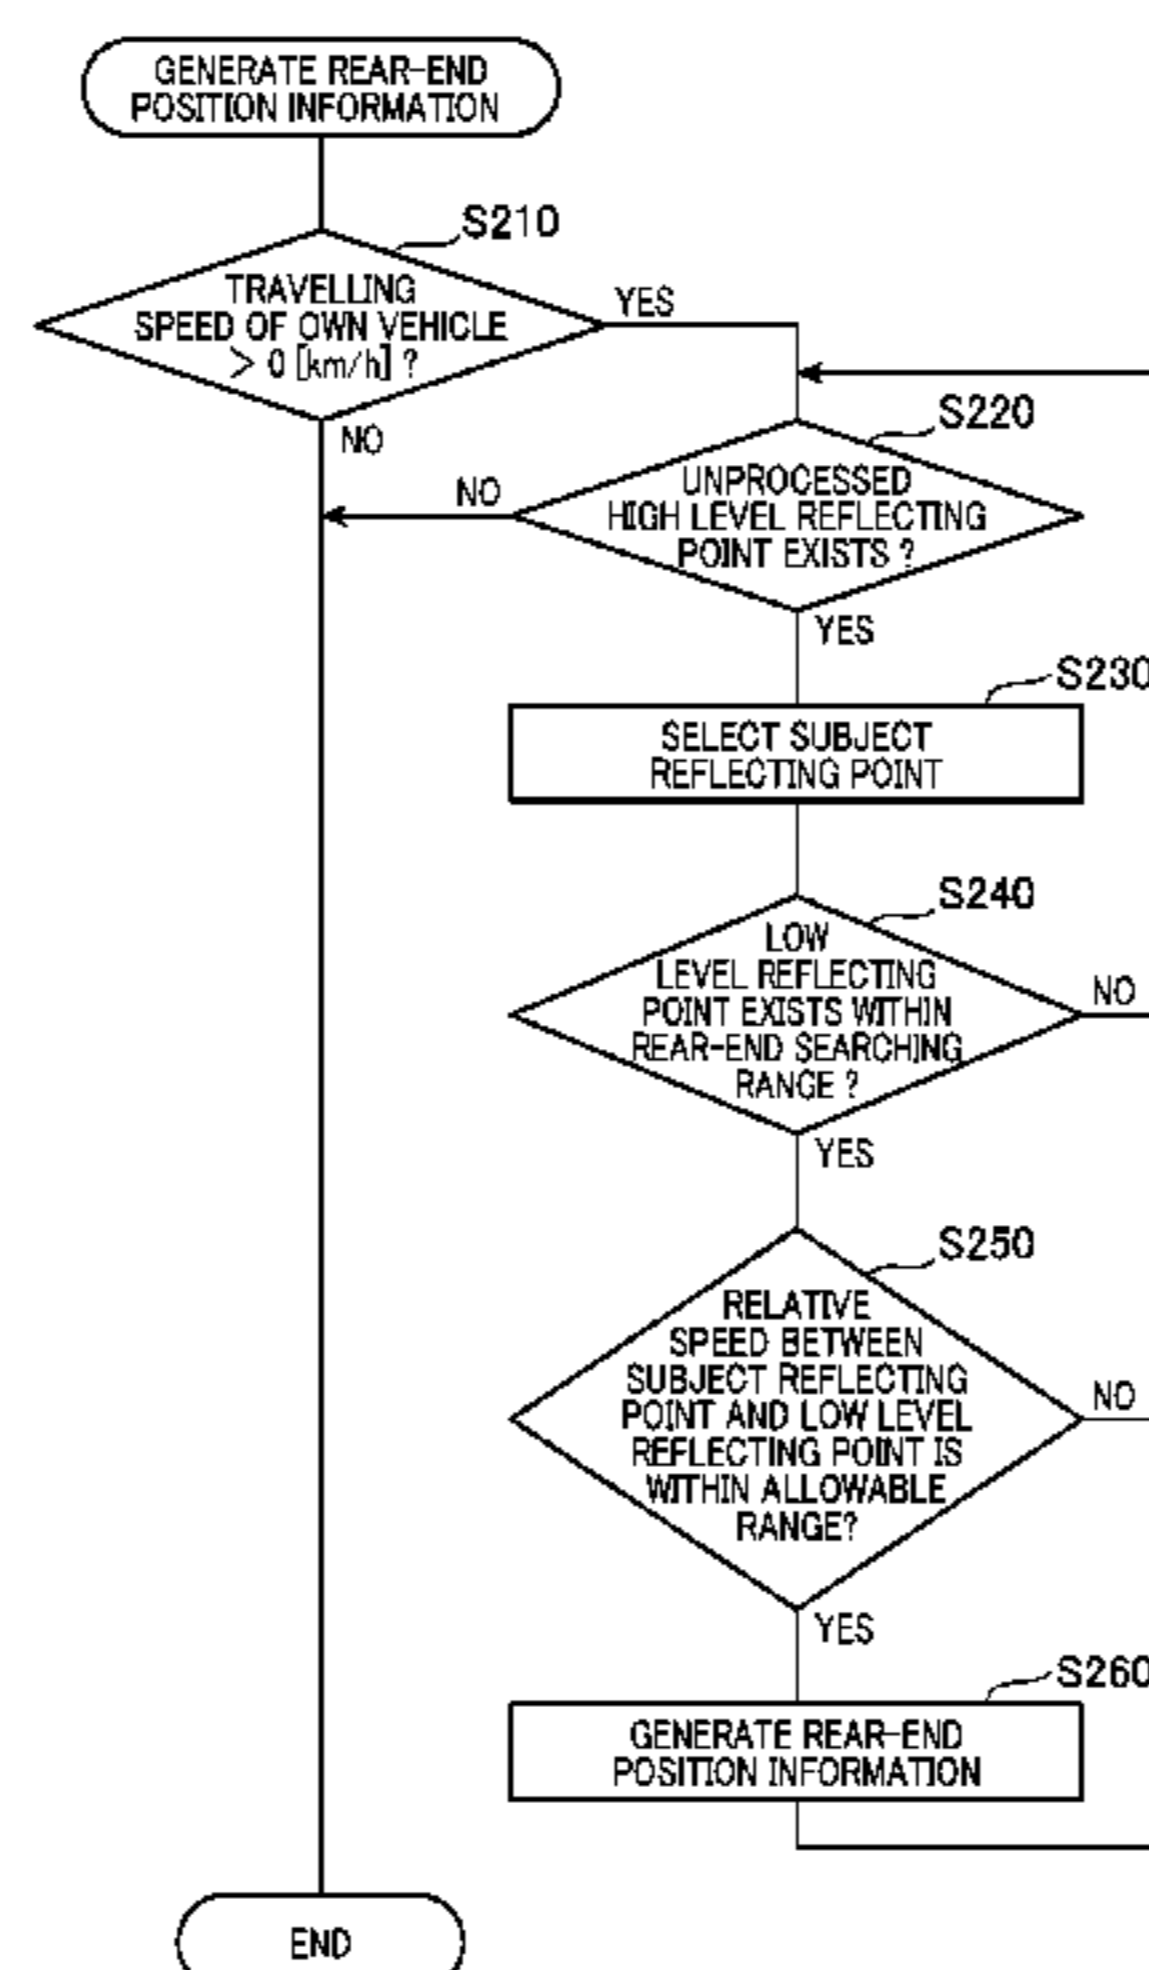 GENERATE REAR-END
POSITION INFORMATION
S210
TRAVELLING
SPEED OF OWN VEHICLE
> 0 [km/h] ?
YES
NO
S220
UNPROCESSED
HIGH LEVEL REFLECTING
POINT EXISTS ?
NO
YES
S230
SELECT SUBJECT
REFLECTING POINT
S240
LOW
LEVEL REFLECTING
POINT EXISTS WITHIN
REAR-END SEARCHING
RANGE ?
NO
YES
S250
RELATIVE
SPEED BETWEEN
SUBJECT REFLECTING
POINT AND LOW LEVEL
REFLECTING POINT IS
WITHIN ALLOWABLE
RANGE?
NO
YES
S260
GENERATE REAR-END
POSITION INFORMATION
END